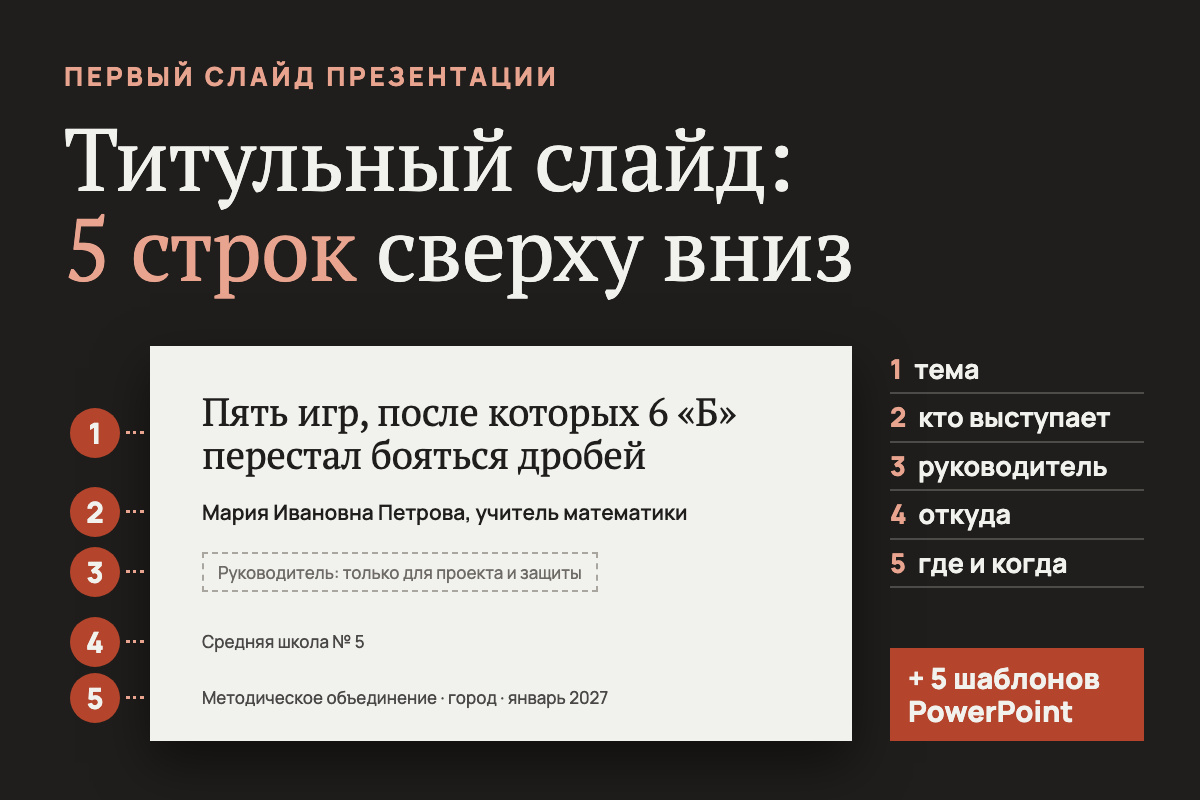 ПЕРВЫЙ СЛАЙД ПРЕЗЕНТАЦИИ
Титульный слайд:
5 строк сверху вниз
1
2
3
4
5
Пять игр, после которых 6 «Б»
перестал бояться дробей
Мария Ивановна Петрова, учитель математики
Руководитель: только для проекта и защиты
Средняя школа № 5
Методическое объединение · город · январь 2027
1 тема
2 кто выступает
3 руководитель
4 откуда
5 где и когда
+ 5 шаблонов
PowerPoint